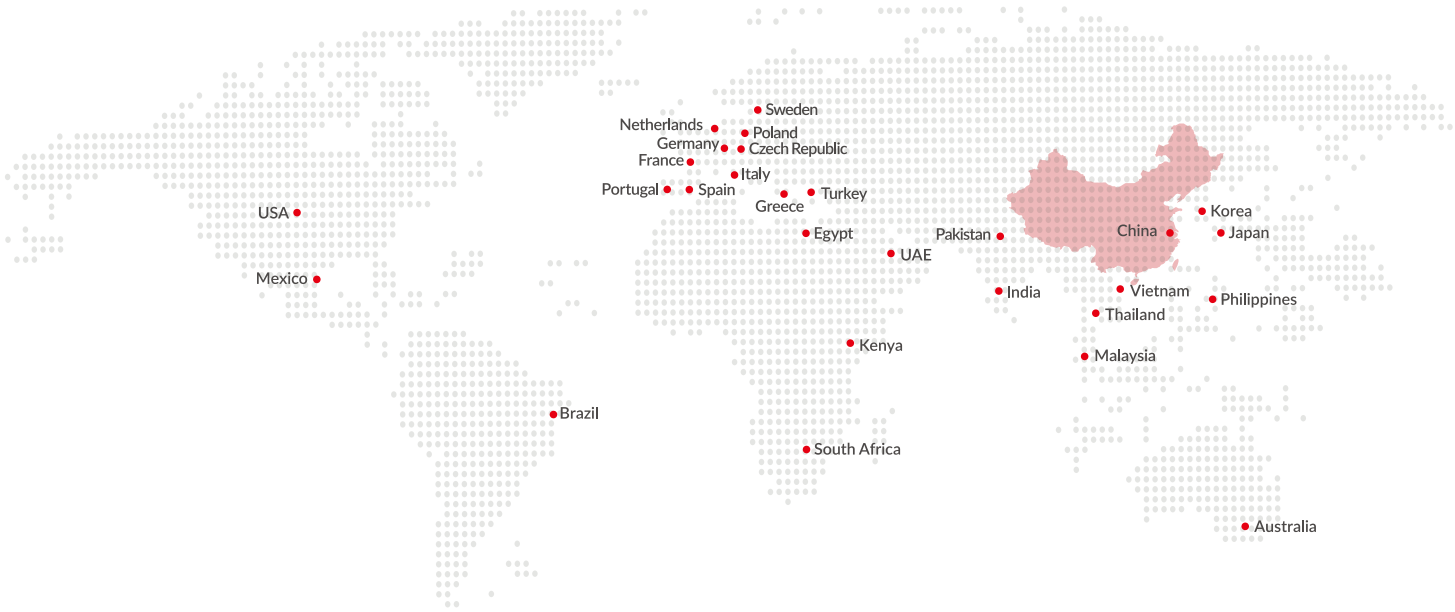 Sweden
Netherlands
Poland
Germany
Czech Republic
France
Italy
Portugal
Spain
Turkey
Greece
USA
Korea
China
Japan
Egypt
Pakistan
UAE
Mexico
India
Vietnam
Philippines
Thailand
Kenya
Malaysia
Brazil
South Africa
Australia